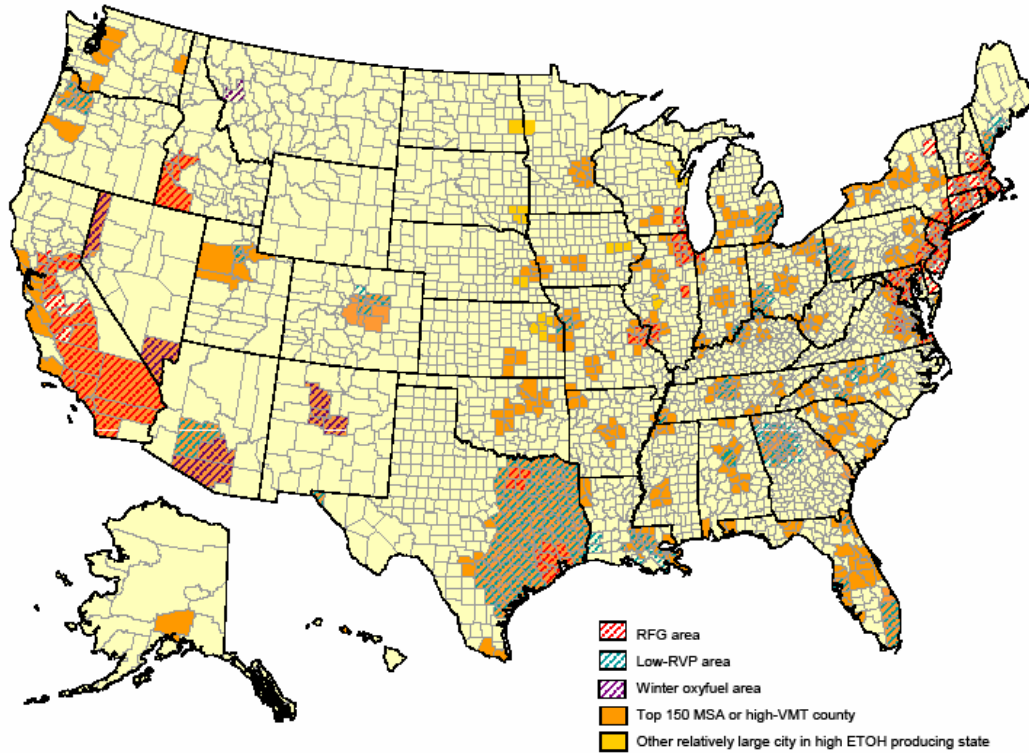 RFG area
Low-RVP area
Winter oxyfuel area
Top 150 MSA or high-VMT county
Other relatively large city in high ETOH producing state